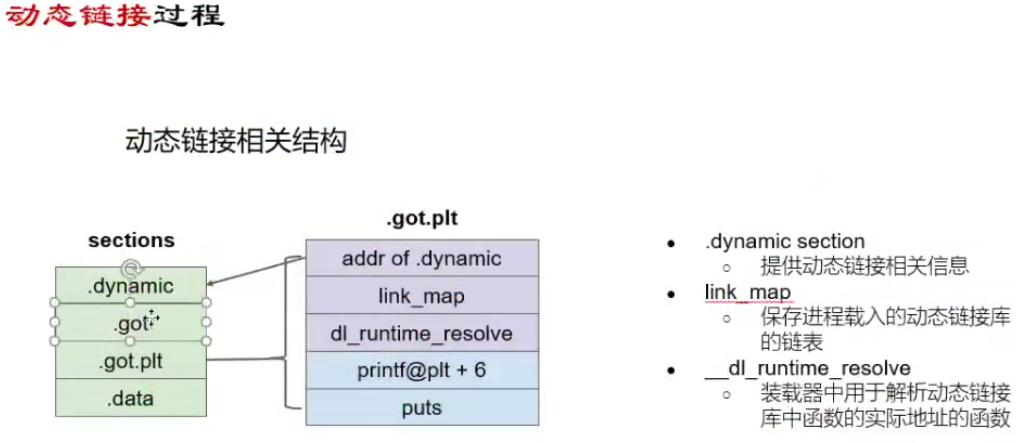 动态链接过程
动态链接相关结构
sections
.dynamic
.got
.got.plt
.data
.got.plt
addr of .dynamic
link_map
dl_runtime_resolve
printf@plt + 6
puts
.dynamic section
提供动态链接相关信息
link_map
保存进程载入的动态链接库
的链表
__dl_runtime_resolve
装载器中用于解析动态链接
库中函数的实际地址的函数